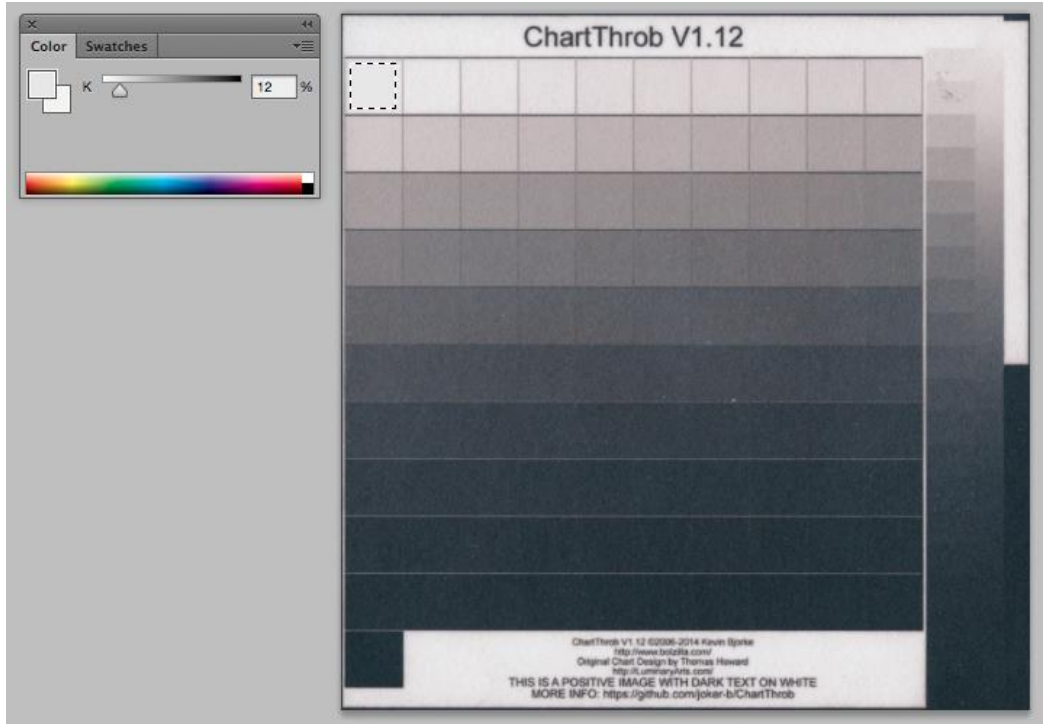 Color Swatches
K 12 %
ChartThrob V1.12
ChartThrob V1.12 ©2006-2014 Kevin Bjorke
http://www.botzilla.com/
Original Chart Design by Thomas Howard
http://LuminaryArts.com/
THIS IS A POSITIVE IMAGE WITH DARK TEXT ON WHITE
MORE INFO: https://github.com/joker-b/ChartThrob